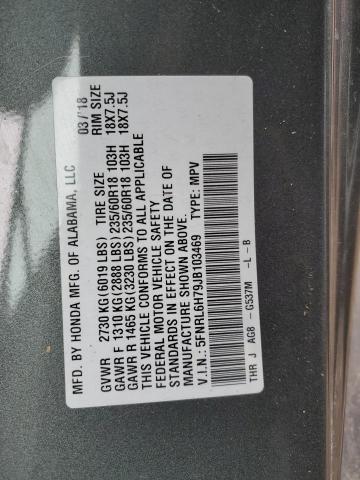 MFD. BY HONDA MFG. OF ALABAMA, LLC 03/18
GVWR 2730 KG (6019 LBS) TIRE SIZE RIM SIZE
GAWR F 1310 KG (2888 LBS) 235/60R18 103H 18X7.5J
GAWR R 1465 KG (3230 LBS) 235/60R18 103H 18X7.5J
THIS VEHICLE CONFORMS TO ALL APPLICABLE
FEDERAL MOTOR VEHICLE SAFETY
STANDARDS IN EFFECT ON THE DATE OF
MANUFACTURE SHOWN ABOVE.
V.I.N.: 5FNRL6H79JB103469 TYPE: MPV
THR J AG8 - G537M -L -B